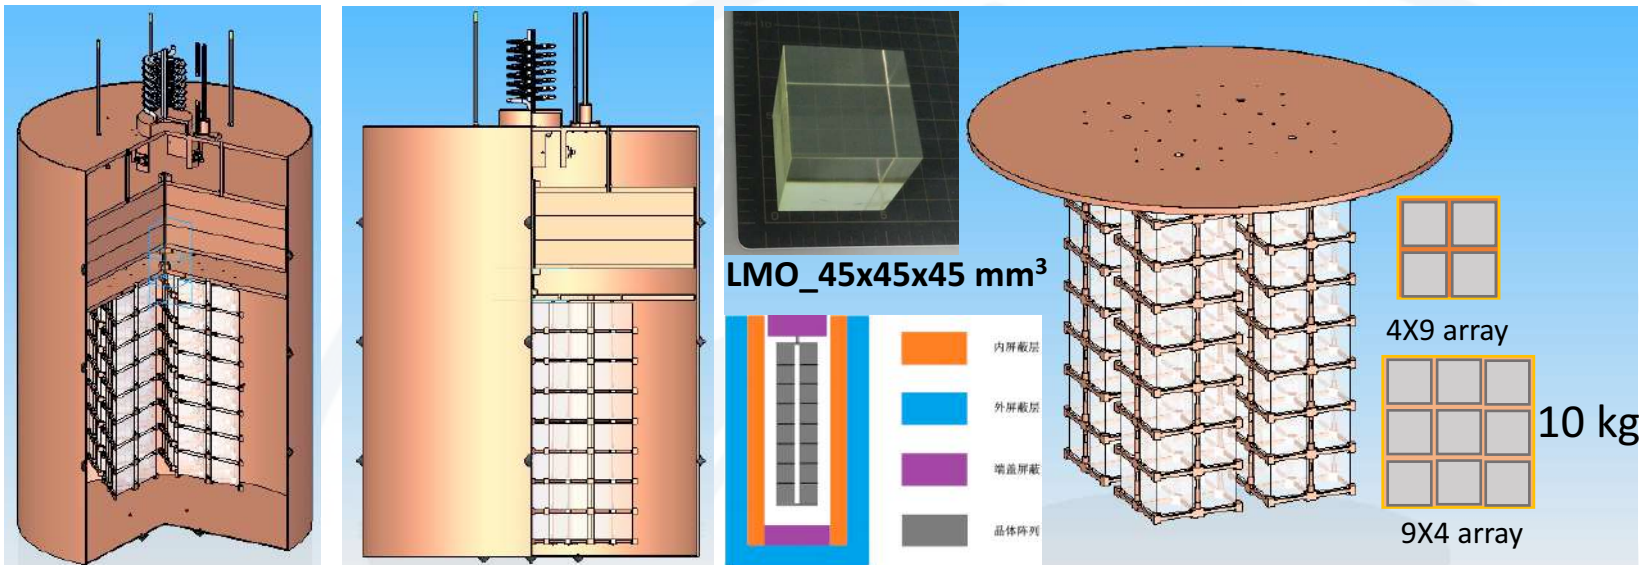 LMO_45x45x45 mm³
内屏蔽层
外屏蔽层
端盖屏蔽
晶体阵列
4X9 array
10 kg
9X4 array